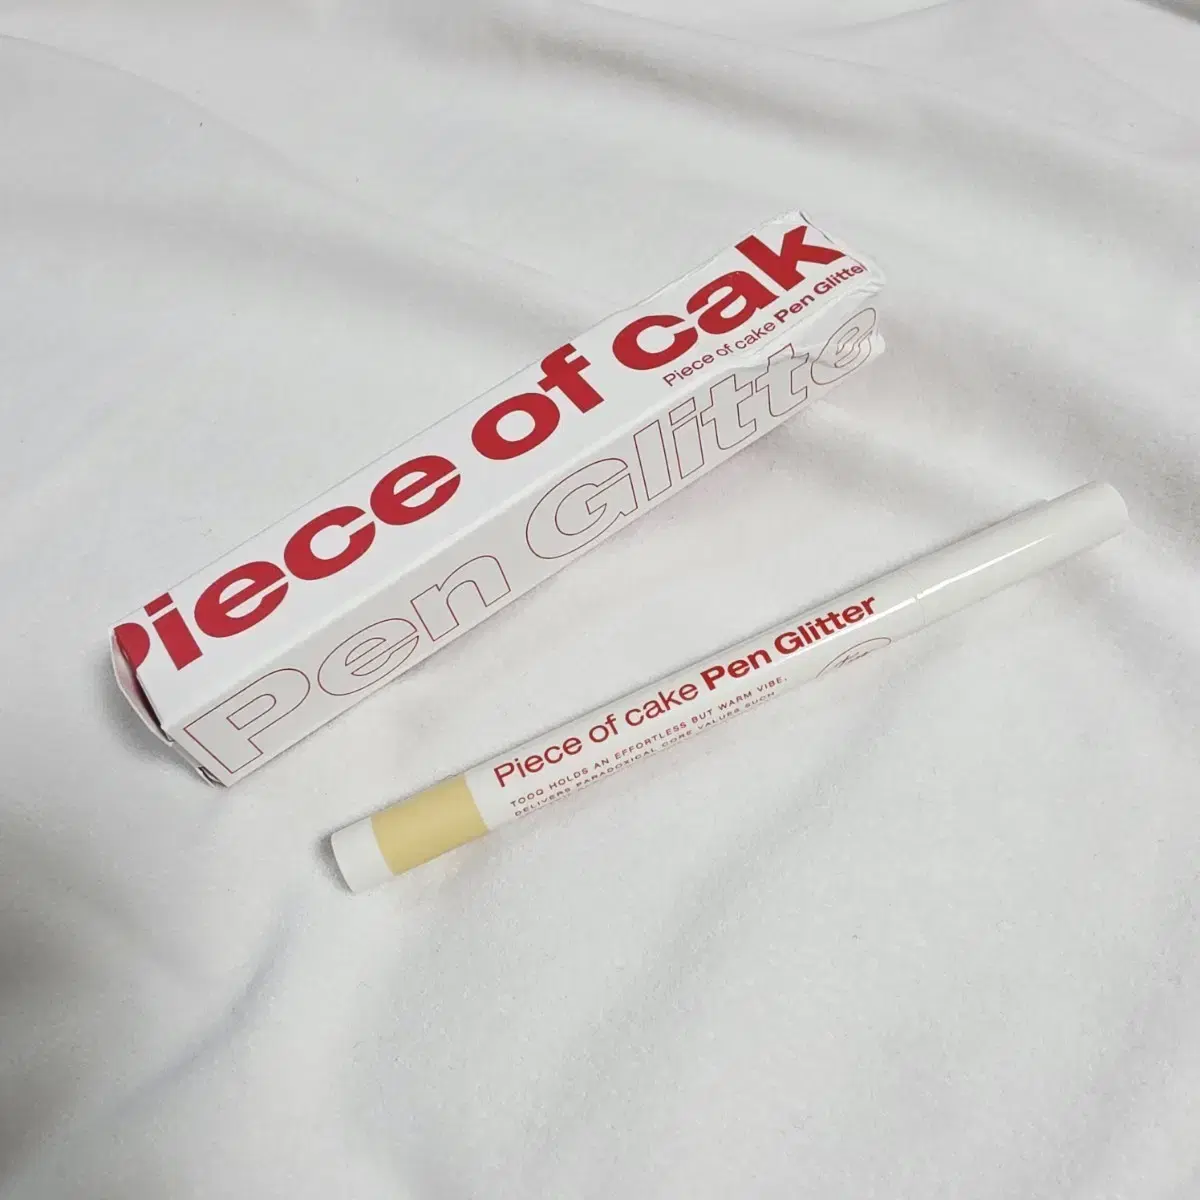 Piece of cak
Piece of cake Pen Glitte
Pen Glitte
Piece of cake Pen Glitter
TOOQ HOLDS AN EFFORTLESS BUT WARM VIBE,
DELIVERS PARADOXICAL CORE VALUES SUCH